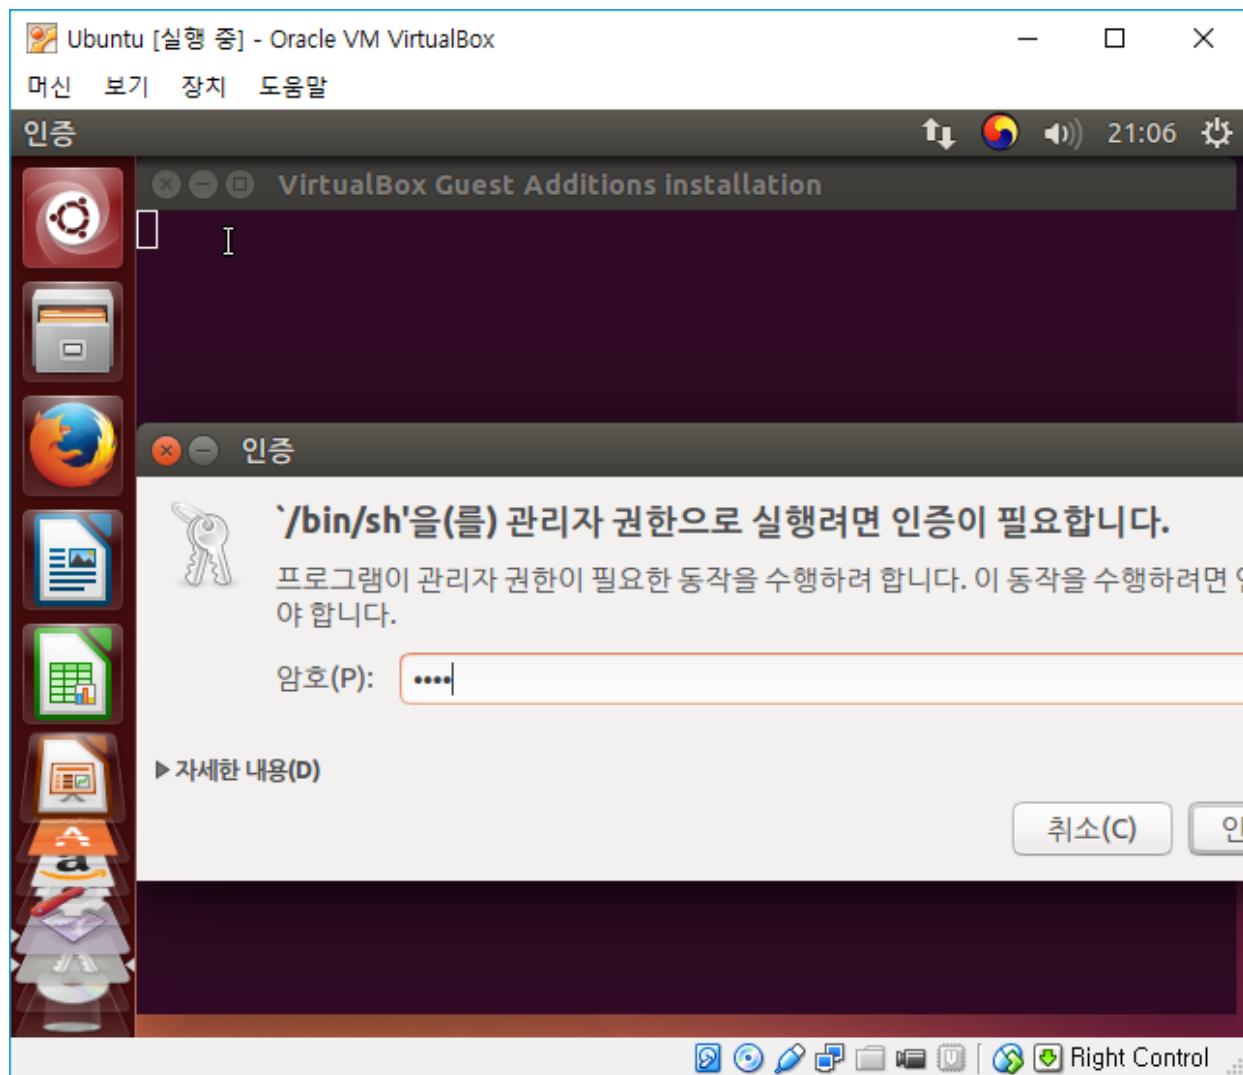 Ubuntu [실행 중] - Oracle VM VirtualBox
머신 보기 장치 도움말
인증 21:06
VirtualBox Guest Additions installation
인증
`/bin/sh'을(를) 관리자 권한으로 실행려면 인증이 필요합니다.
프로그램이 관리자 권한이 필요한 동작을 수행하려 합니다. 이 동작을 수행하려면
야 합니다.
암호(P): ••••
자세한 내용(D)
취소(C)
Right Control